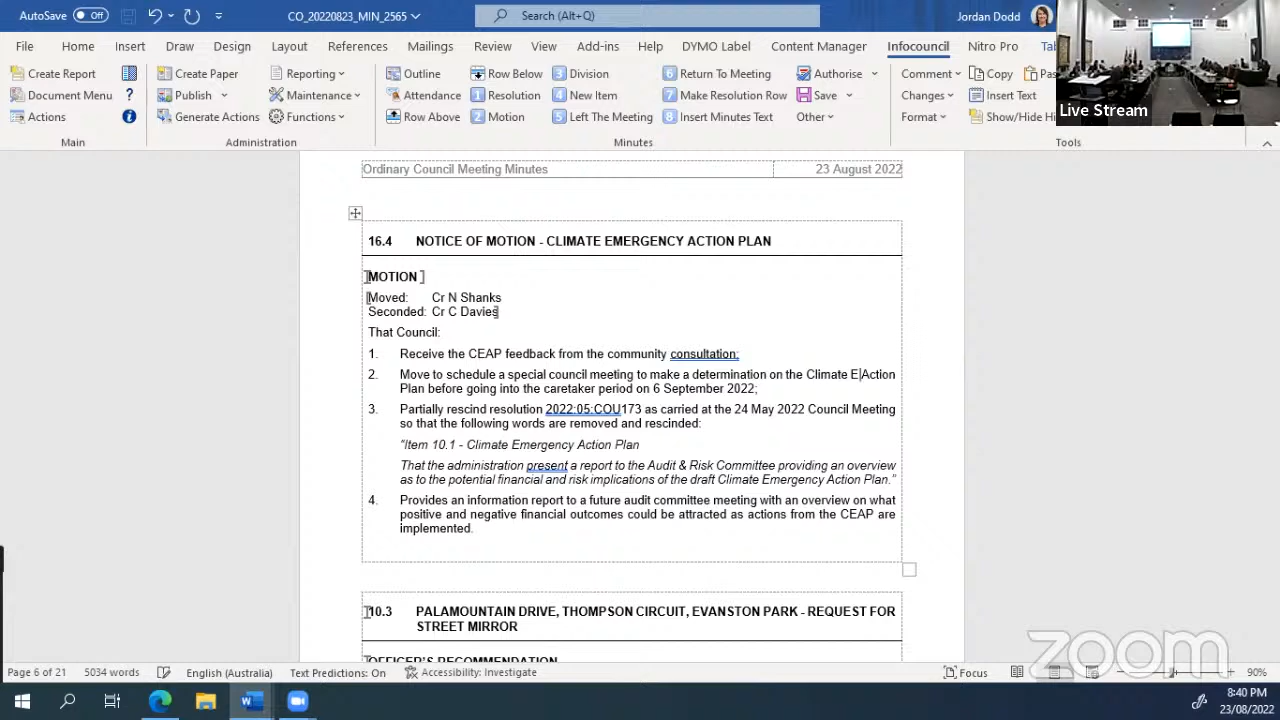 AutoSave Off CO_20220823_MIN_2565 Search (Alt+Q) Jordan Dodd
File Home Insert Draw Design Layout References Mailings Review View Add-ins Help DYMO Label Content Manager Infocouncil Nitro Pro Tab
Create Report Create Paper Reporting Outline Row Below 3 Division 6 Return To Meeting Authorise Comment Copy Pas
Document Menu ? Publish Maintenance Attendance 1 Resolution 4 New Item 7 Make Resolution Row Save Changes Insert Text
Actions Generate Actions Functions Row Above 2 Motion 5 Left The Meeting 8 Insert Minutes Text Other Format Show/Hide Hi
Main Administration Minutes Tools
Live Stream
Ordinary Council Meeting Minutes 23 August 2022
16.4 NOTICE OF MOTION - CLIMATE EMERGENCY ACTION PLAN
MOTION
Moved: Cr N Shanks
Seconded: Cr C Davies
That Council:
1. Receive the CEAP feedback from the community consultation;
2. Move to schedule a special council meeting to make a determination on the Climate E Action
Plan before going into the caretaker period on 6 September 2022;
3. Partially rescind resolution 2022:05:COU173 as carried at the 24 May 2022 Council Meeting
so that the following words are removed and rescinded:
"Item 10.1 - Climate Emergency Action Plan
That the administration present a report to the Audit & Risk Committee providing an overview
as to the potential financial and risk implications of the draft Climate Emergency Action Plan."
4. Provides an information report to a future audit committee meeting with an overview on what
positive and negative financial outcomes could be attracted as actions from the CEAP are
implemented.
10.3 PALAMOUNTAIN DRIVE, THOMPSON CIRCUIT, EVANSTON PARK - REQUEST FOR
STREET MIRROR
OFFICER'S RECOMMENDATION
zoom
Page 6 of 21 5034 words English (Australia) Text Predictions: On Accessibility: Investigate Focus 90%
8:40 PM
23/08/2022